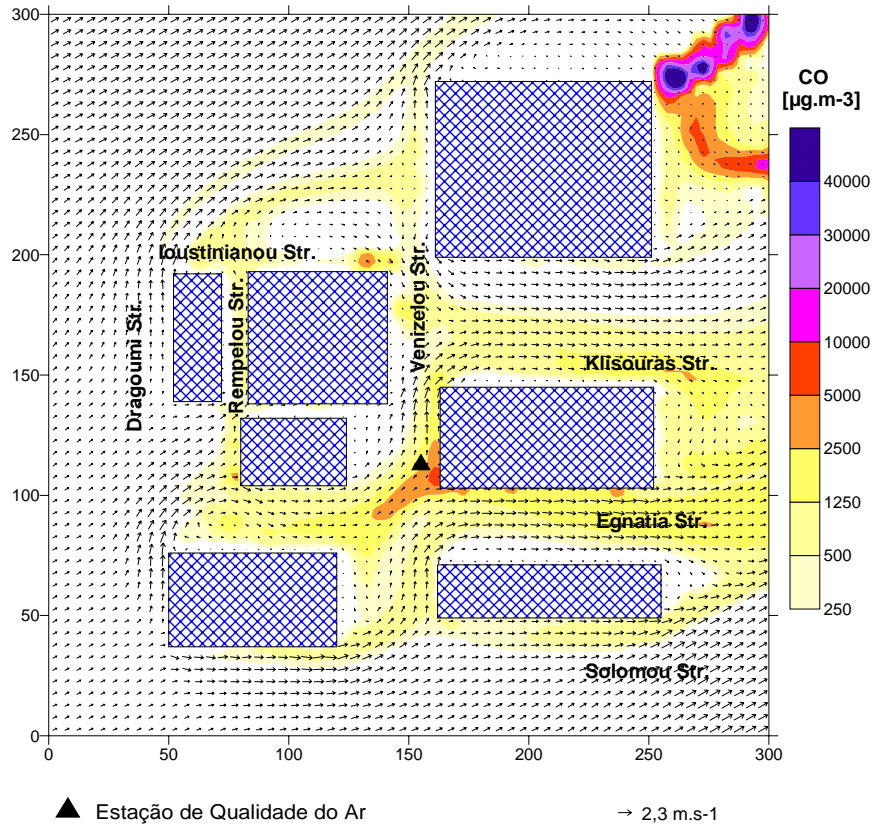 300
250
200
150
100
50
0
0
50
100
150
200
250
300
Ioustinianou Str.
Dragoumi Str.
Rempelou Str.
Venizelou Str.
Klisouras Str.
Egnatia Str.
Solomou Str.
CO
[µg.m-3]
40000
30000
20000
10000
5000
2500
1250
500
250
Estação de Qualidade do Ar
2,3 m.s-1